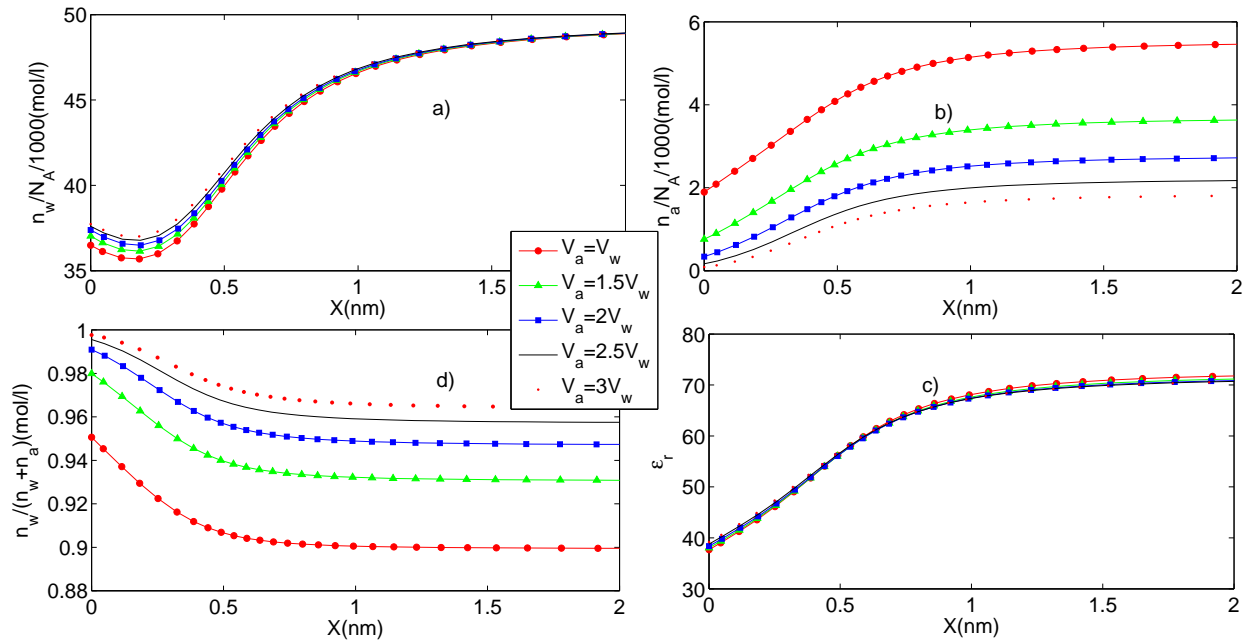 50
45
40
35
n_w/N_A/1000(mol/l)
a)
0
0.5
1
1.5
X(nm)
6
4
2
0
n_a/N_A/1000(mol/l)
b)
0
0.5
1
1.5
2
X(nm)
V_a=V_w
V_a=1.5V_w
V_a=2V_w
V_a=2.5V_w
V_a=3V_w
1
0.98
0.96
0.94
0.92
0.9
0.88
n_w/(n_w+n_a)(mol/l)
d)
0
0.5
1
1.5
2
X(nm)
80
70
60
50
40
30
ε_r
c)
0
0.5
1
1.5
2
X(nm)